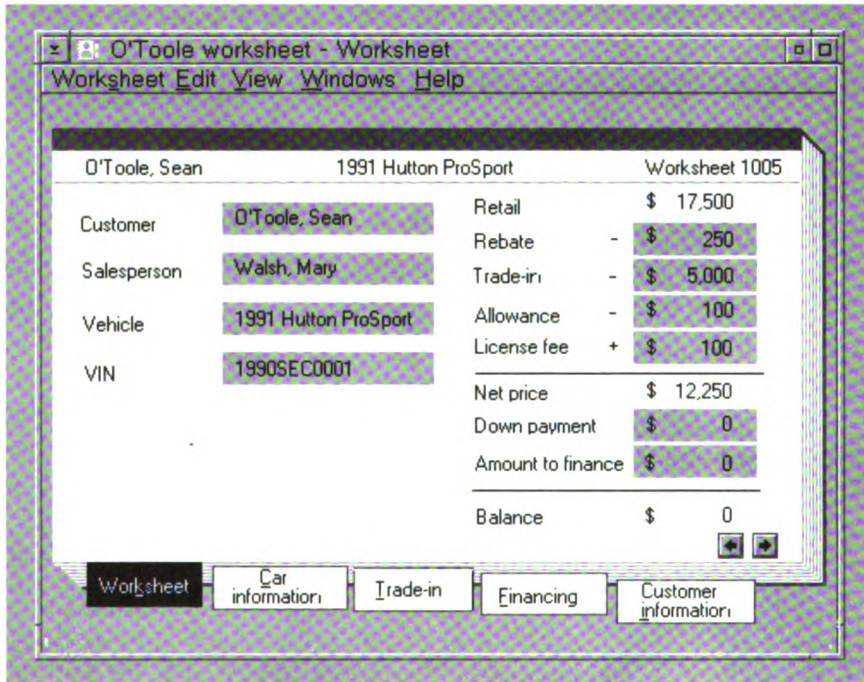 O'Toole worksheet - Worksheet
Worksheet Edit View Windows Help
O'Toole, Sean 1991 Hutton ProSport Worksheet 1005
Customer O'Toole, Sean
Salesperson Walsh, Mary
Vehicle 1991 Hutton ProSport
VIN 1990SEC0001
Retail $ 17,500
Rebate - $ 250
Trade-in - $ 5,000
Allowance - $ 100
License fee + $ 100
Net price $ 12,250
Down payment $ 0
Amount to finance $ 0
Balance $ 0
Worksheet
Car
information
Trade-in
Financing
Customer
information